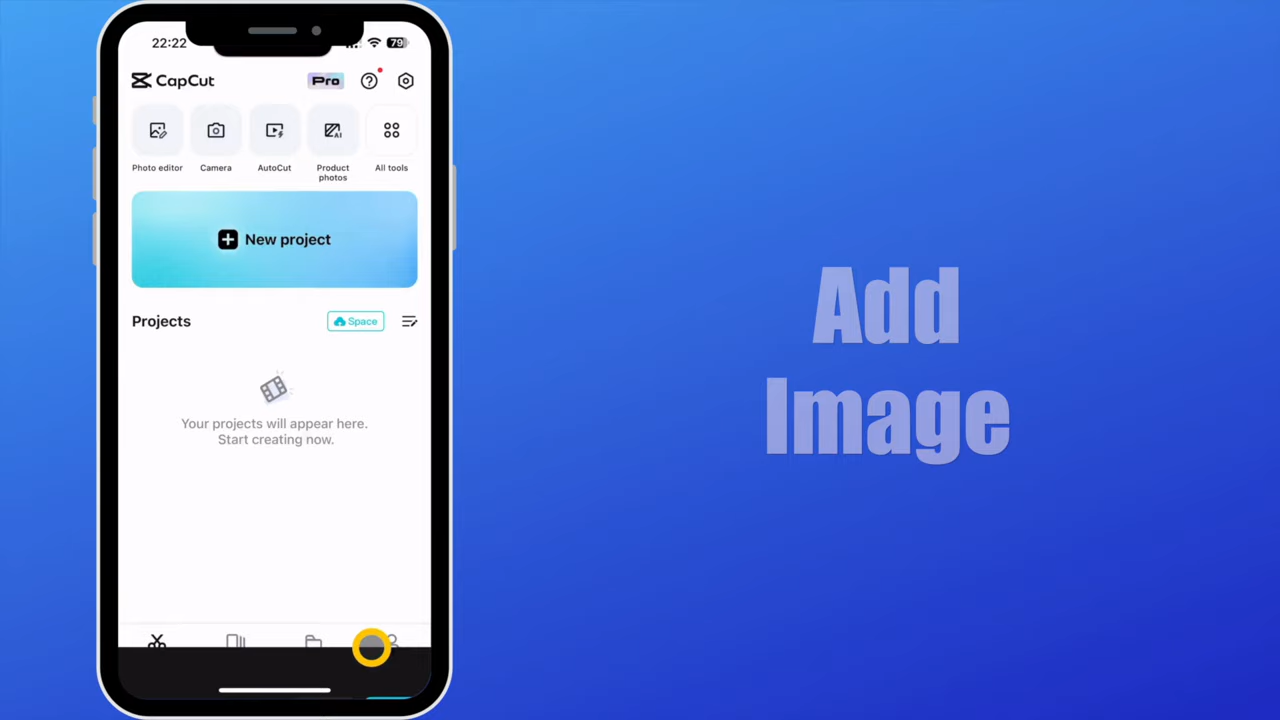 22:22
79
CapCut
Pro
Photo editor
Camera
AutoCut
Product
photos
All tools
AI
New project
Projects
Space
Your projects will appear here.
Start creating now.
Add
Image